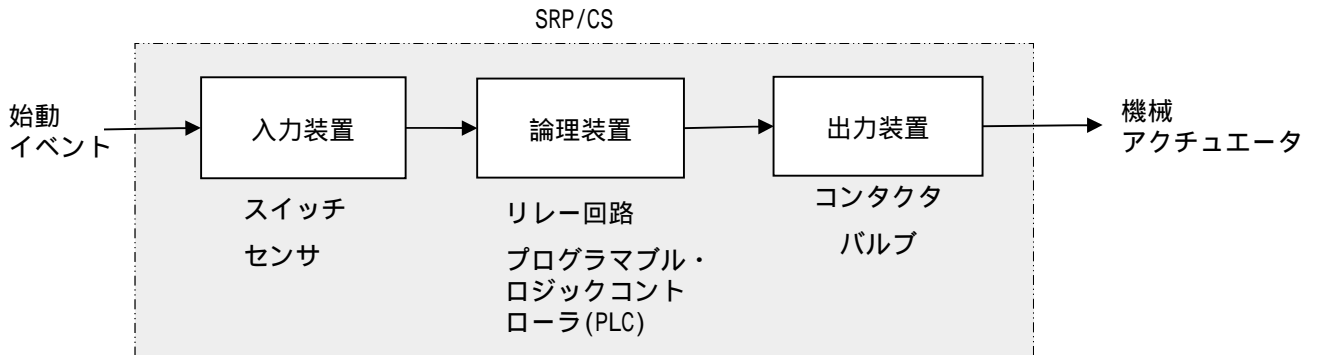 SRP/CS
始動
イベント
入力装置
論理装置
出力装置
機械
アクチュエータ
スイッチ
センサ
リレー回路
プログラマブル・
ロジックコント
ローラ(PLC)
コンタクタ
バルブ